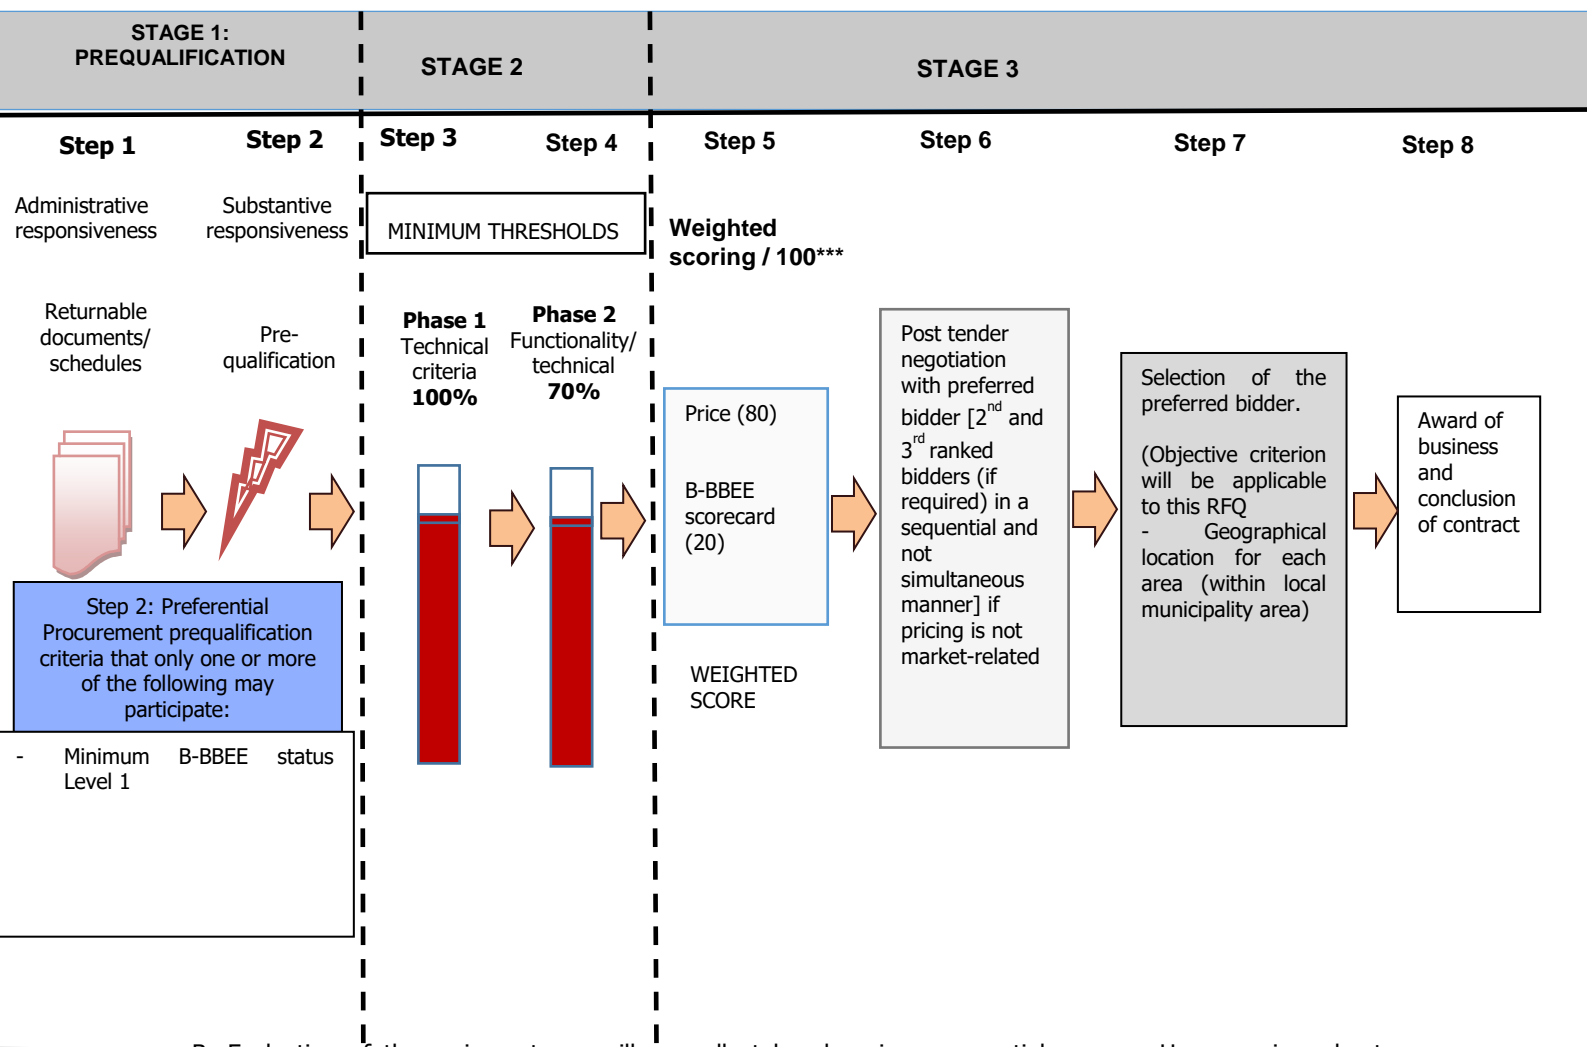 STAGE 1:
PREQUALIFICATION
STAGE 2
STAGE 3
Step 1
Step 2
Step 3
Step 4
Step 5
Step 6
Step 7
Step 8
Administrative
responsiveness
Substantive
responsiveness
MINIMUM THRESHOLDS
Weighted
scoring / 100***
Returnable
documents/
schedules
Pre-
qualification
Phase 1
Technical
criteria
100%
Phase 2
Functionality/
technical
70%
Price (80)
B-BBEE
scorecard
(20)
WEIGHTED
SCORE
Post tender
negotiation
with preferred
bidder [2nd and
3rd ranked
bidders (if
required) in a
sequential and
not
simultaneous
manner] if
pricing is not
market-related
Selection of the
preferred bidder.
(Objective criterion
will be applicable
to this RFQ
- Geographical
location for each
area (within local
municipality area)
Award of
business
and
conclusion
of contract
Step 2: Preferential
Procurement prequalification
criteria that only one or more
of the following may
participate:
- Minimum B-BBEE status
Level 1